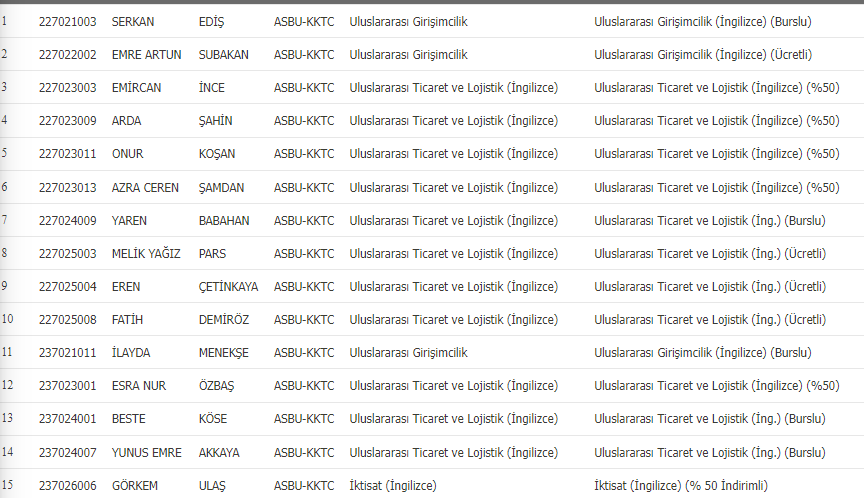 1 227021003 SERKAN EDİŞ ASBU-KKTC Uluslararası Girişimcilik Uluslararası Girişimcilik (İngilizce) (Burslu)
2 227022002 EMRE ARTUN SUBAKAN ASBU-KKTC Uluslararası Girişimcilik Uluslararası Girişimcilik (İngilizce) (Ücretli)
3 227023003 EMİRCAN İNCE ASBU-KKTC Uluslararası Ticaret ve Lojistik (İngilizce) Uluslararası Ticaret ve Lojistik (İngilizce) (%50)
4 227023009 ARDA ŞAHİN ASBU-KKTC Uluslararası Ticaret ve Lojistik (İngilizce) Uluslararası Ticaret ve Lojistik (İngilizce) (%50)
5 227023011 ONUR KOŞAN ASBU-KKTC Uluslararası Ticaret ve Lojistik (İngilizce) Uluslararası Ticaret ve Lojistik (İngilizce) (%50)
6 227023013 AZRA CEREN ŞAMDAN ASBU-KKTC Uluslararası Ticaret ve Lojistik (İngilizce) Uluslararası Ticaret ve Lojistik (İngilizce) (%50)
7 227024009 YAREN BABAHAN ASBU-KKTC Uluslararası Ticaret ve Lojistik (İngilizce) Uluslararası Ticaret ve Lojistik (İng.) (Burslu)
8 227025003 MELİK YAĞIZ PARS ASBU-KKTC Uluslararası Ticaret ve Lojistik (İngilizce) Uluslararası Ticaret ve Lojistik (İng.) (Ücretli)
9 227025004 EREN ÇETİNKAYA ASBU-KKTC Uluslararası Ticaret ve Lojistik (İngilizce) Uluslararası Ticaret ve Lojistik (İng.) (Ücretli)
10 227025008 FATİH DEMİRÖZ ASBU-KKTC Uluslararası Ticaret ve Lojistik (İngilizce) Uluslararası Ticaret ve Lojistik (İng.) (Ücretli)
11 237021011 İLAYDA MENEKŞE ASBU-KKTC Uluslararası Girişimcilik Uluslararası Girişimcilik (İngilizce) (Burslu)
12 237023001 ESRA NUR ÖZBAŞ ASBU-KKTC Uluslararası Ticaret ve Lojistik (İngilizce) Uluslararası Ticaret ve Lojistik (İngilizce) (%50)
13 237024001 BESTE KÖSE ASBU-KKTC Uluslararası Ticaret ve Lojistik (İngilizce) Uluslararası Ticaret ve Lojistik (İng.) (Burslu)
14 237024007 YUNUS EMRE AKKAYA ASBU-KKTC Uluslararası Ticaret ve Lojistik (İngilizce) Uluslararası Ticaret ve Lojistik (İng.) (Burslu)
15 237026006 GÖRKEM ULAŞ ASBU-KKTC İktisat (İngilizce) İktisat (İngilizce) (% 50 İndirimli)